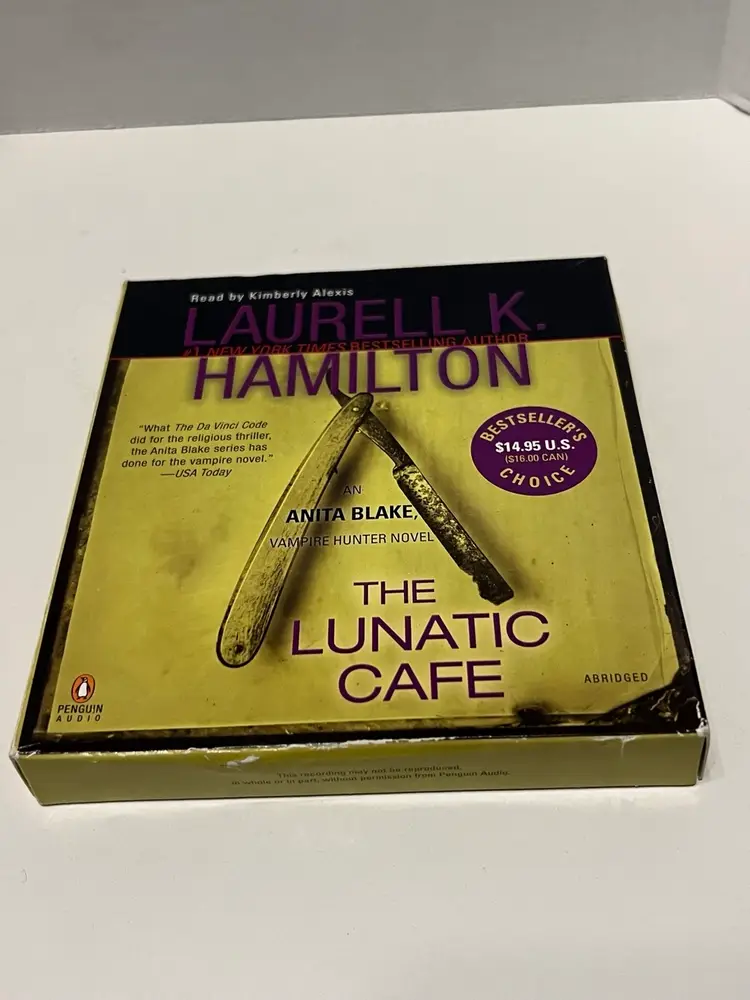 Read by Kimberly Alexis
LAURELL K.
#1 NEW YORK TIMES BESTSELLING AUTHOR
HAMILTON
"What The Da Vinci Code
did for the religious thriller,
the Anita Blake series has
done for the vampire novel."
—USA Today
BESTSELLER'S
$14.95 U.S.
($16.00 CAN)
CHOICE
AN
ANITA BLAKE,
VAMPIRE HUNTER NOVEL
THE
LUNATIC
CAFE
ABRIDGED
PENGUIN
AUDIO
This recording may not be reproduced,
in whole or in part, without permission from Penguin Audio.